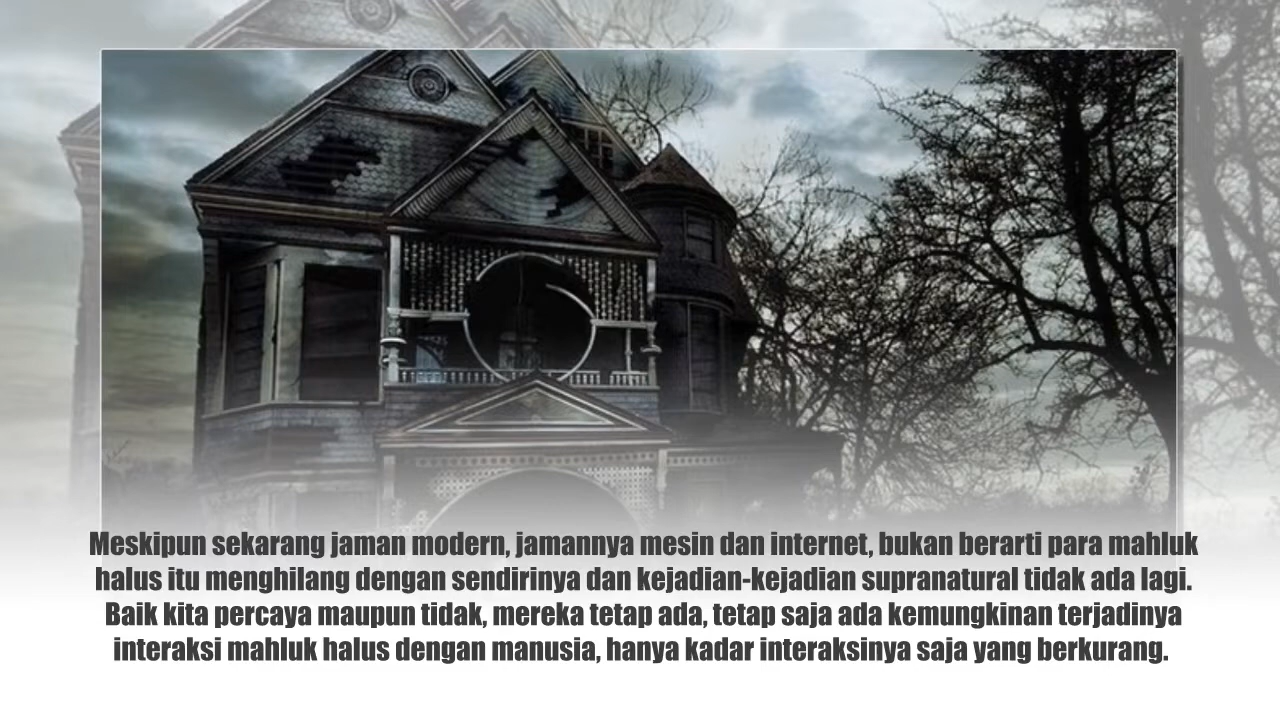 Meskipun sekarang jaman modern, jamannya mesin dan internet, bukan berarti para mahluk
halus itu menghilang dengan sendirinya dan kejadian-kejadian supranatural tidak ada lagi.
Baik kita percaya maupun tidak, mereka tetap ada, tetap saja ada kemungkinan terjadinya
interaksi mahluk halus dengan manusia, hanya kadar interaksinya saja yang berkurang.